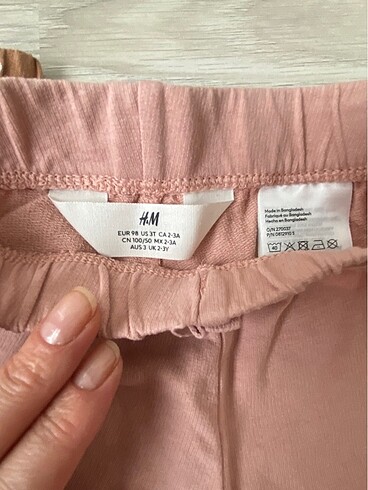 H&M
EUR 98 US 3T CA 2-3A
CN 100/50 MX 2-3A
AUS 3 UK 2-3Y
Made in Bangladesh
Fabriqué au Bangladesh
Hecho en Bangladesh
40